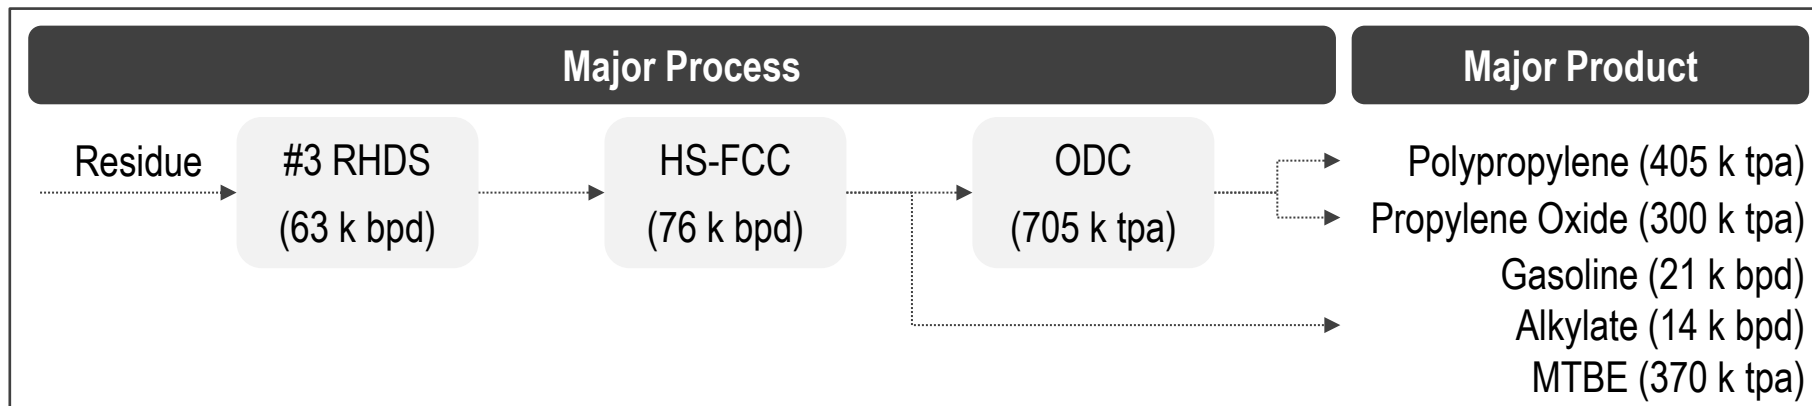 Major Process
Major Product
Residue
#3 RHDS
(63 k bpd)
HS-FCC
(76 k bpd)
ODC
(705 k tpa)
Polypropylene (405 k tpa)
Propylene Oxide (300 k tpa)
Gasoline (21 k bpd)
Alkylate (14 k bpd)
MTBE (370 k tpa)